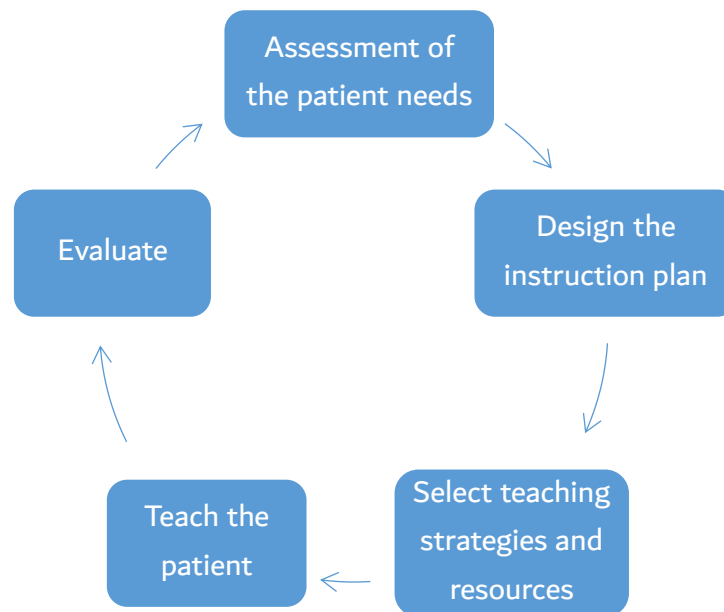 Assessment of
the patient needs
Design the
instruction plan
Select teaching
strategies and
resources
Teach the
patient
Evaluate